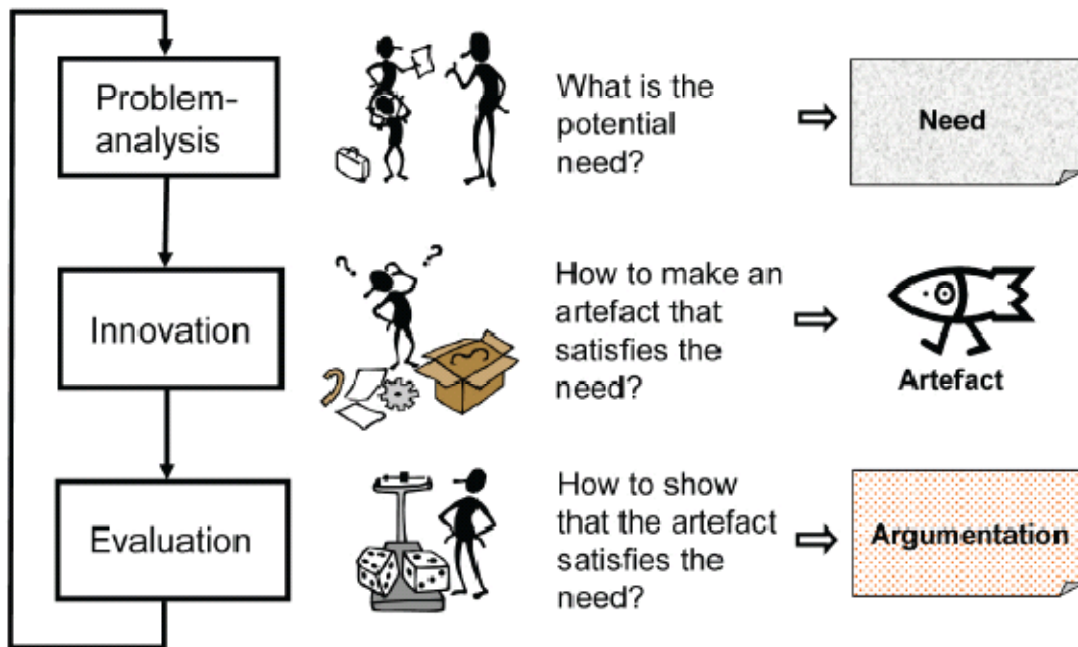 Problem-
analysis
What is the
potential
need?
Need
Innovation
? ?
How to make an
artefact that
satisfies the
need?
Artefact
Evaluation
How to show
that the artefact
satisfies the
need?
Argumentation